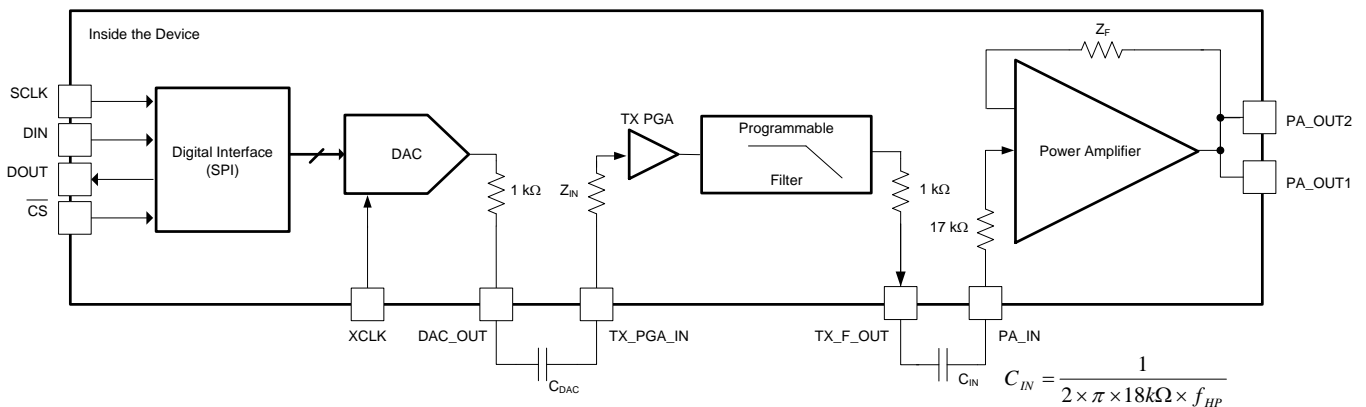 Inside the Device
SCLK
DIN
DOUT
CS
Digital Interface
(SPI)
DAC
1 kΩ
Z_IN
TX PGA
Programmable
Filter
1 kΩ
17 kΩ
Z_F
Power Amplifier
PA_OUT2
PA_OUT1
XCLK
DAC_OUT
TX_PGA_IN
TX_F_OUT
PA_IN
C_DAC
C_IN
C_IN = 1 / (2 × π × 18kΩ × f_HP)